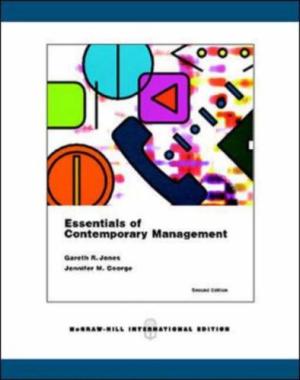 Essentials of
Contemporary Management
Gareth R. Jones
Jennifer M. George
Second Edition
McGRAW-HILL INTERNATIONAL EDITION